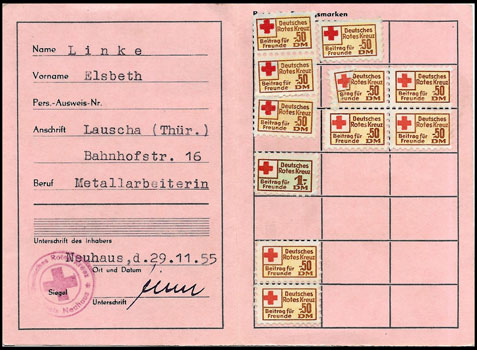 Name Linke
Vorname Elsbeth
Pers.-Ausweis-Nr.
Anschrift Lauscha (Thür.)
Bahnhofstr. 16
Beruf Metallarbeiterin
Unterschrift des Inhabers
Neuhaus, d. 29.11.55
Ort und Datum
Siegel
Unterschrift
Deutsches Rotes Kreuz
Neuhaus
Deutsches
Rotes Kreuz
-.50
Beitrag für
Freunde DM
Deutsches
Rotes Kreuz
-.50
Beitrag für
Freunde DM
Deutsches
Rotes Kreuz
-.50
Beitrag für
Freunde DM
Deutsches
Rotes Kreuz
-.50
Beitrag für
Freunde DM
Deutsches
Rotes Kreuz
-.50
Beitrag für
Freunde DM
Deutsches
Rotes Kreuz
-.50
Beitrag für
Freunde DM
Deutsches
Rotes Kreuz
-.50
Beitrag für
Freunde DM
Deutsches
Rotes Kreuz
-.50
Beitrag für
Freunde DM
Deutsches
Rotes Kreuz
1,-
Beitrag für
Freunde DM
Deutsches
Rotes Kreuz
-.50
Beitrag für
Freunde DM
Deutsches
Rotes Kreuz
-.50
Beitrag für
Freunde DM